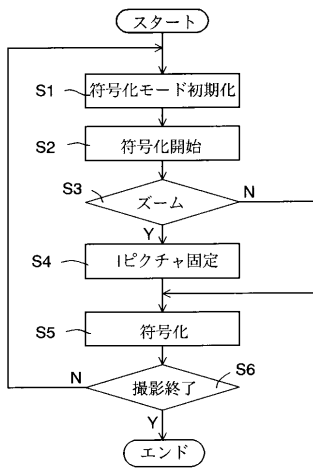 スタート
S1
符号化モード初期化
S2
符号化開始
S3
ズーム
N
Y
S4
Iピクチャ固定
S5
符号化
S6
N
撮影終了
Y
エンド